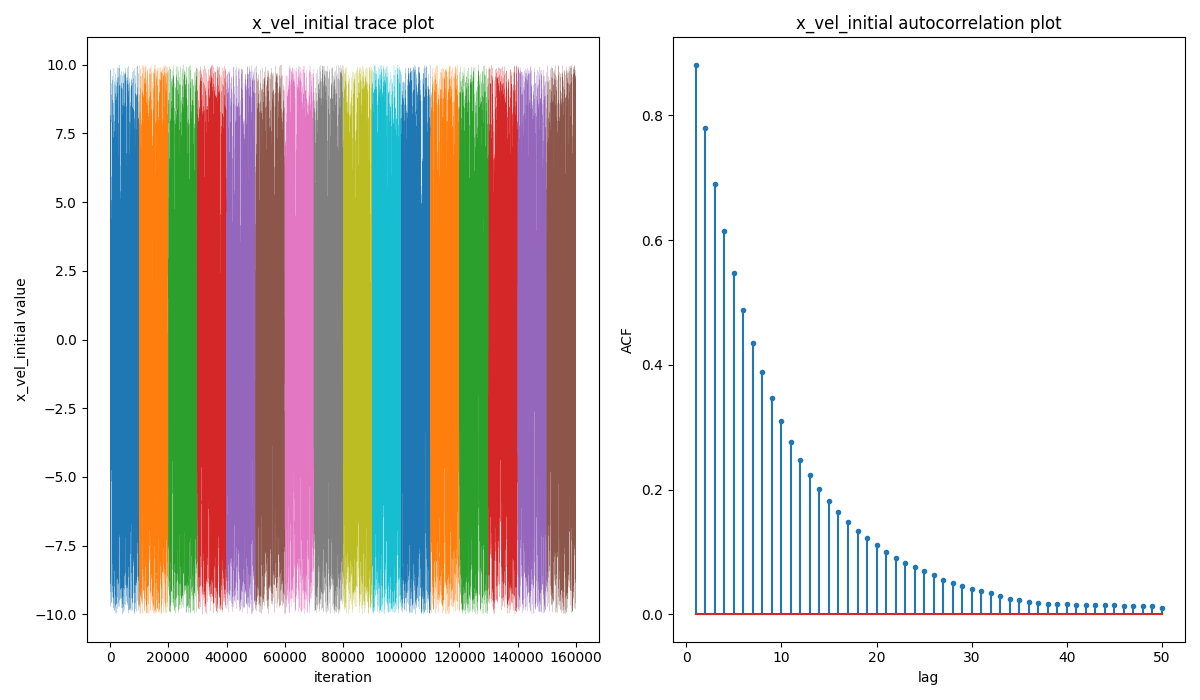 x_vel_initial trace plot
10.0
7.5
5.0
2.5
0.0
−2.5
−5.0
−7.5
−10.0
x_vel_initial value
0 20000 40000 60000 80000 100000 120000 140000 160000
iteration
x_vel_initial autocorrelation plot
0.8
0.6
0.4
0.2
0.0
ACF
0 10 20 30 40 50
lag